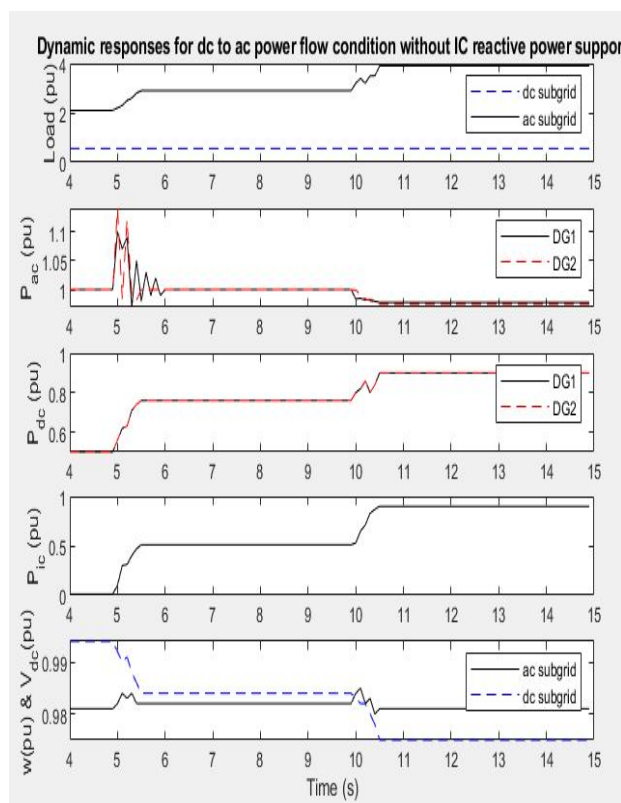 Dynamic responses for dc to ac power flow condition without IC reactive power suppor
Load (pu)
4
2
0
dc subgrid
ac subgrid
4 5 6 7 8 9 10 11 12 13 14 15
P_ac (pu)
1.1
1.05
1
DG1
DG2
4 5 6 7 8 9 10 11 12 13 14 15
P_dc (pu)
1
0.8
0.6
DG1
DG2
4 5 6 7 8 9 10 11 12 13 14 15
P_ic (pu)
1
0.5
0
4 5 6 7 8 9 10 11 12 13 14 15
w(pu) & V_dc(pu)
0.99
0.98
ac subgrid
dc subgrid
4 5 6 7 8 9 10 11 12 13 14 15
Time (s)